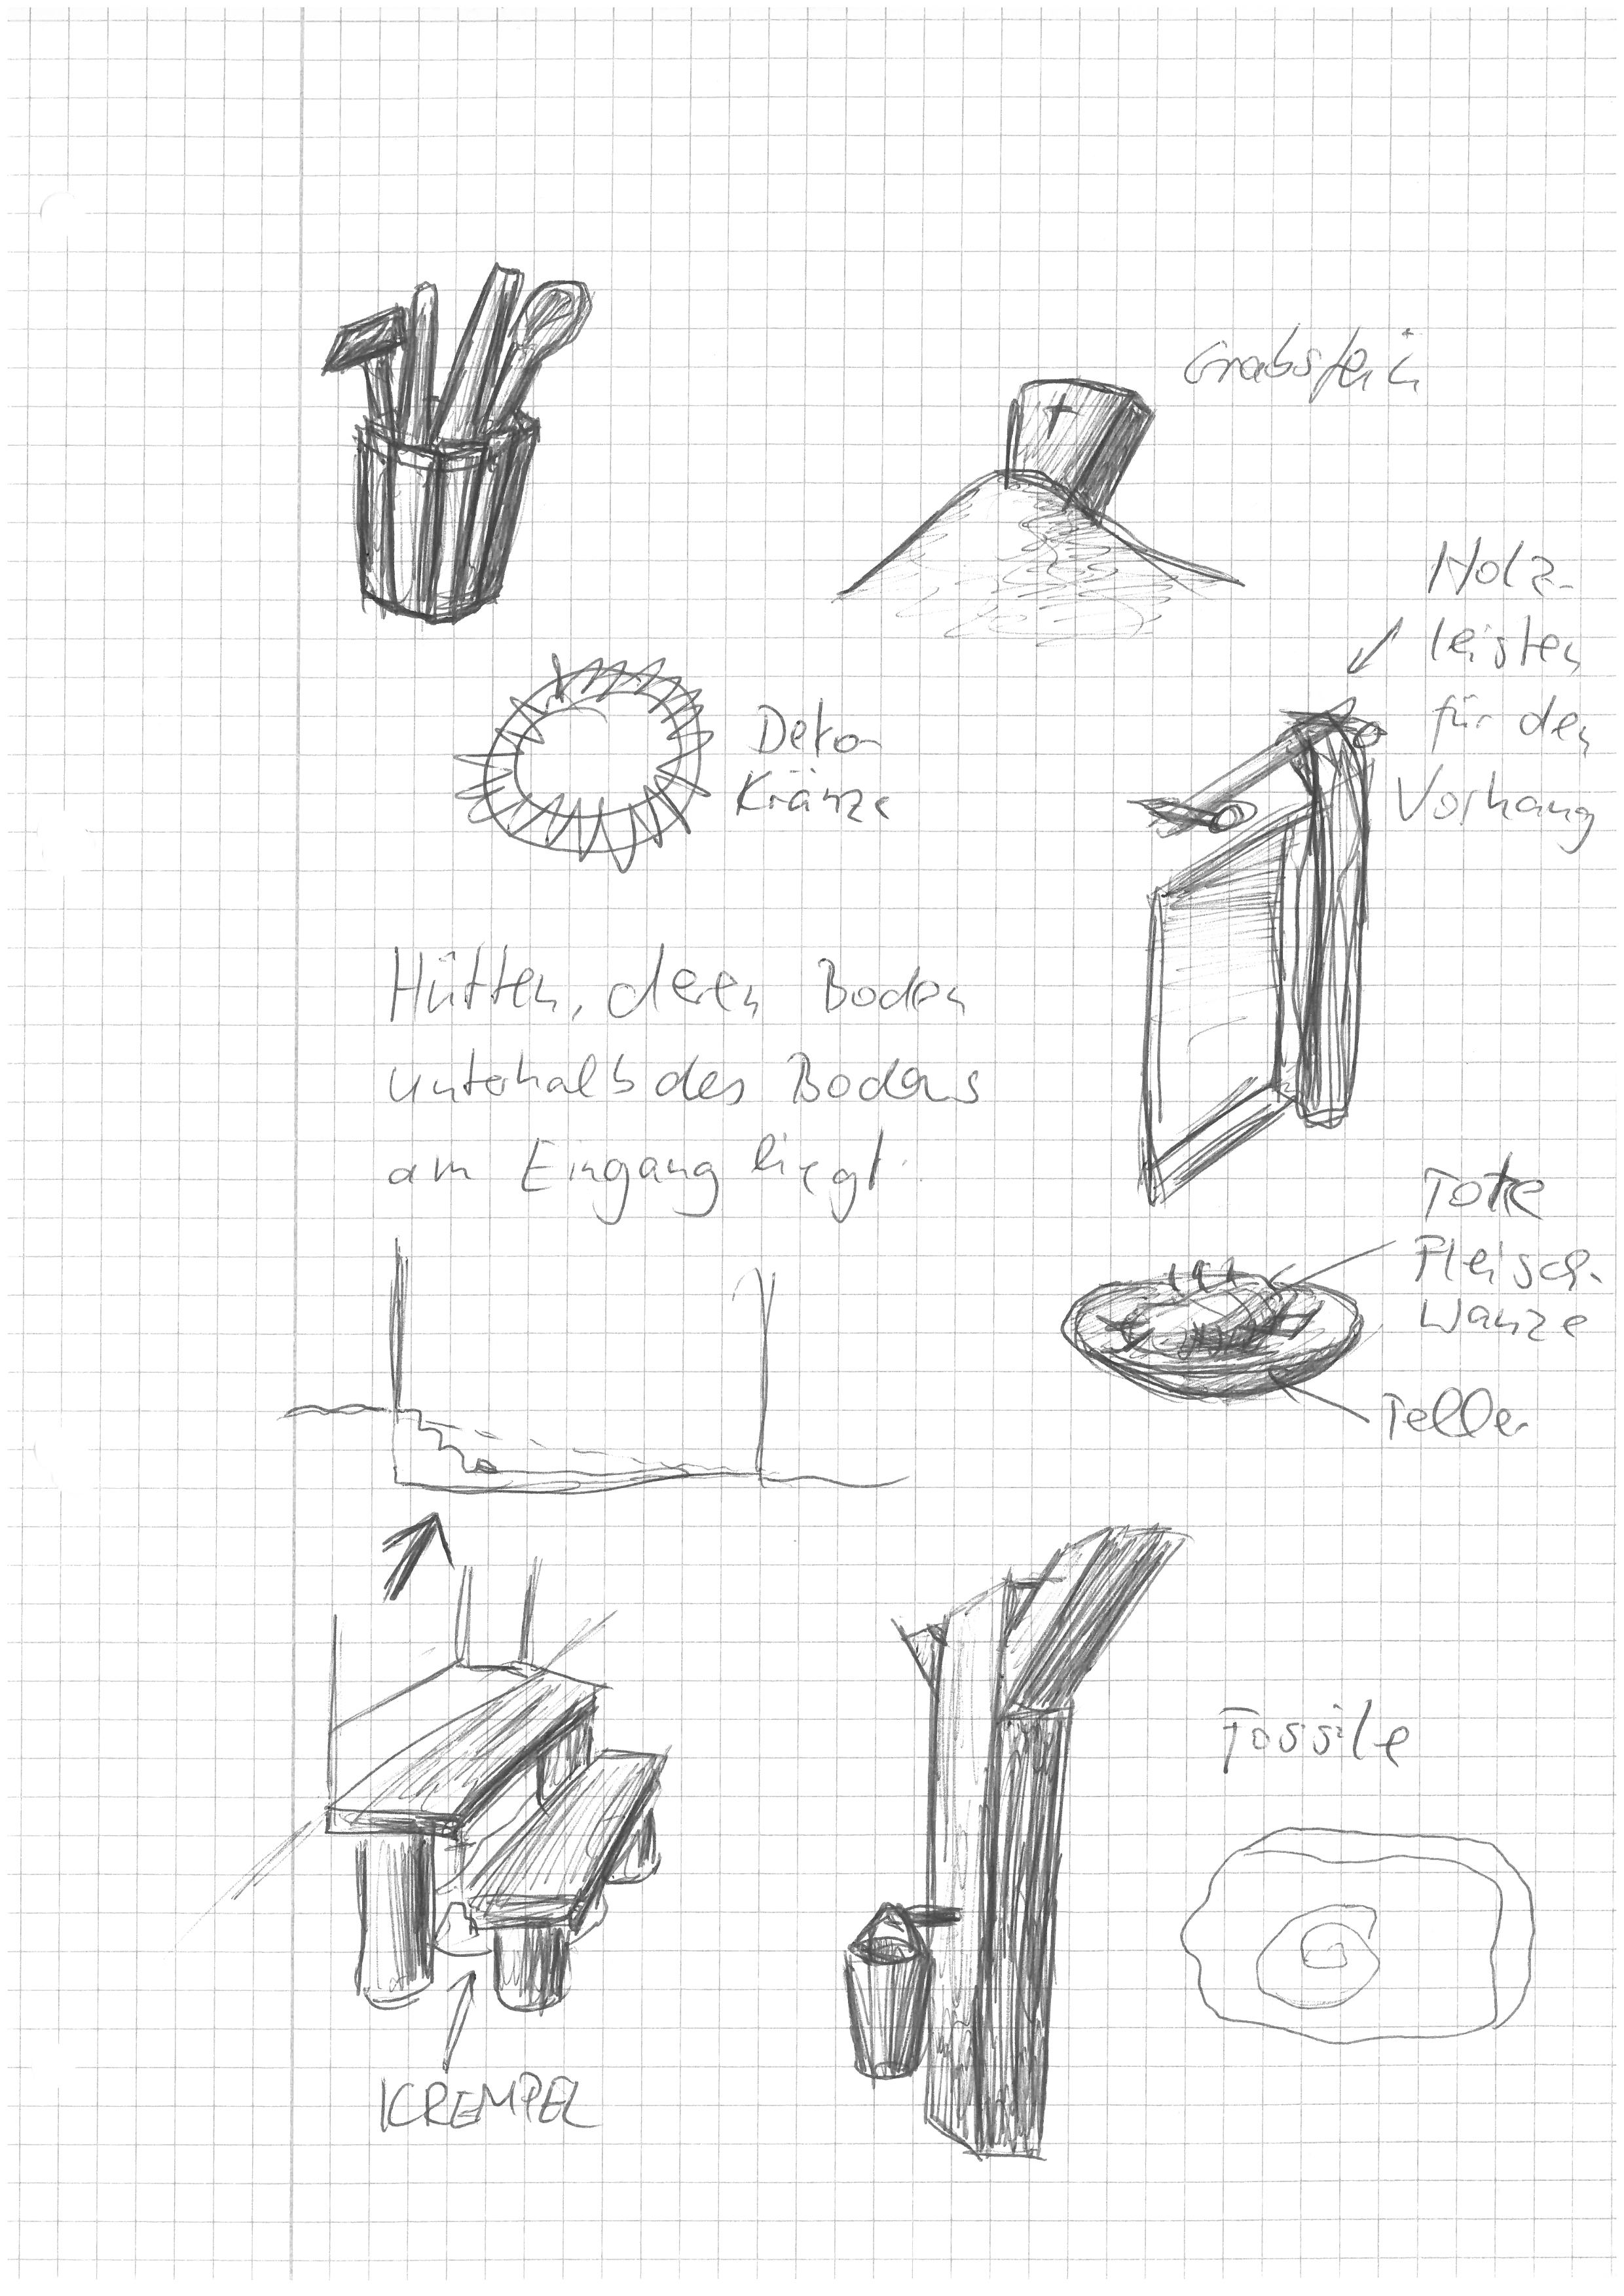 Grabstein
Holz-
leisten
für den
Vorhang
Deko
Kränze
Hütten, deren Boden
unterhalb des Bodens
am Eingang liegt.
Tote
Fleisch-
wanze
Teller
Fossile
KREMPEL